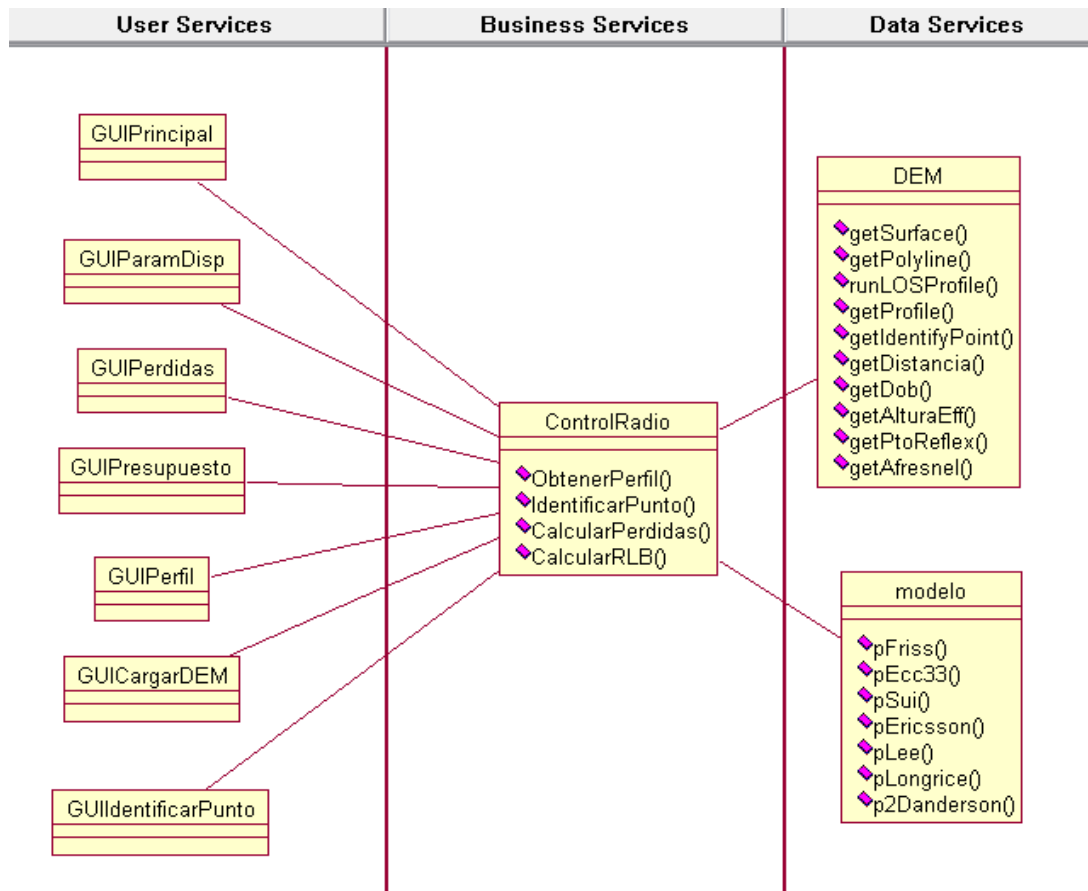 User Services
Business Services
Data Services
GUIPrincipal
GUIParamDisp
GUIPerdidas
GUIPresupuesto
GUIPerfil
GUICargarDEM
GUIIdentificarPunto
ControlRadio
ObtenerPerfil()
IdentificarPunto()
CalcularPerdidas()
CalcularRLB()
DEM
getSurface()
getPolyline()
runLOSProfile()
getProfile()
getIdentifyPoint()
getDistancia()
getDob()
getAlturaEff()
getPtoReflex()
getAfresnel()
modelo
pFriss()
pEcc33()
pSui()
pEricsson()
pLee()
pLongrice()
p2Danderson()